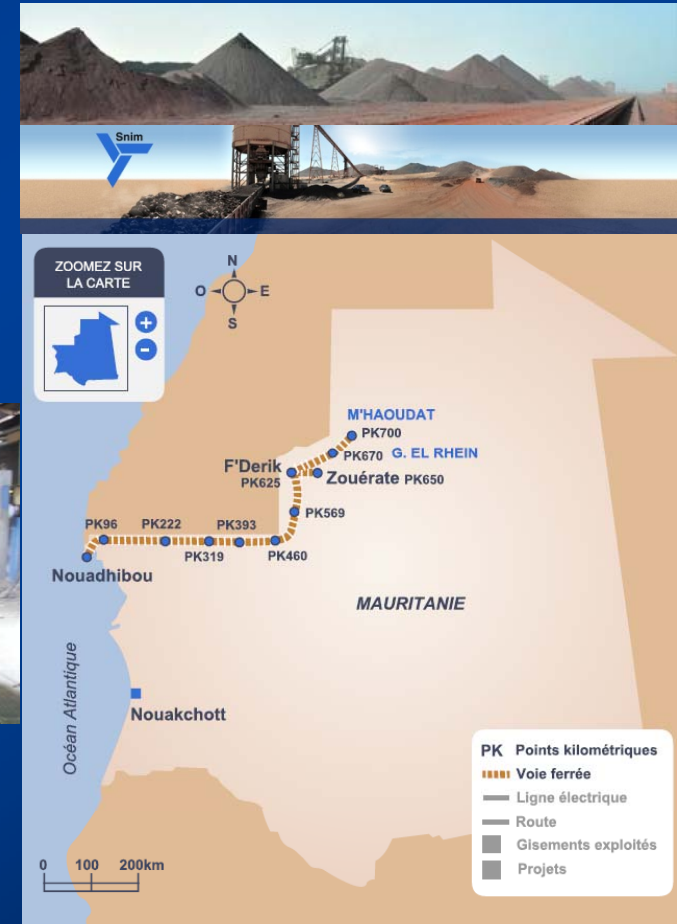 Snim
ZOOMEZ SUR
LA CARTE
+
-
N
O
E
S
M'HAOUDAT
PK700
PK670
G. EL RHEIN
F'Derik
PK625
Zouérate PK650
PK569
PK96
PK222
PK393
PK319
PK460
Nouadhibou
MAURITANIE
Océan Atlantique
Nouakchott
PK Points kilométriques
Voie ferrée
Ligne électrique
Route
Gisements exploités
Projets
0 100 200km